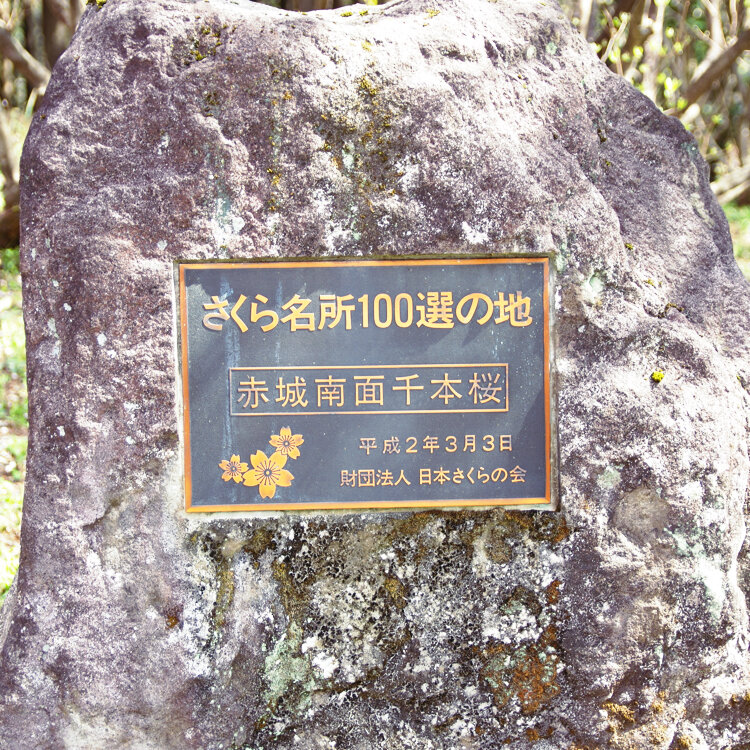 さくら名所100選の地
赤城南面千本桜
平成2年3月3日
財団法人 日本さくらの会